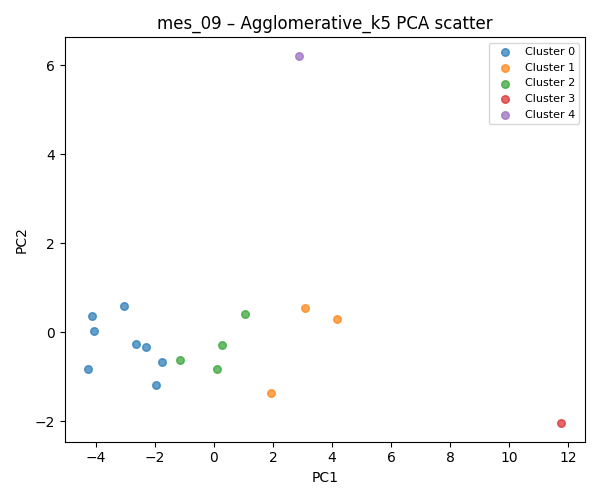 mes_09 – Agglomerative_k5 PCA scatter
Cluster 0
Cluster 1
Cluster 2
Cluster 3
Cluster 4
PC2
6
4
2
0
−2
−4 −2 0 2 4 6 8 10 12
PC1